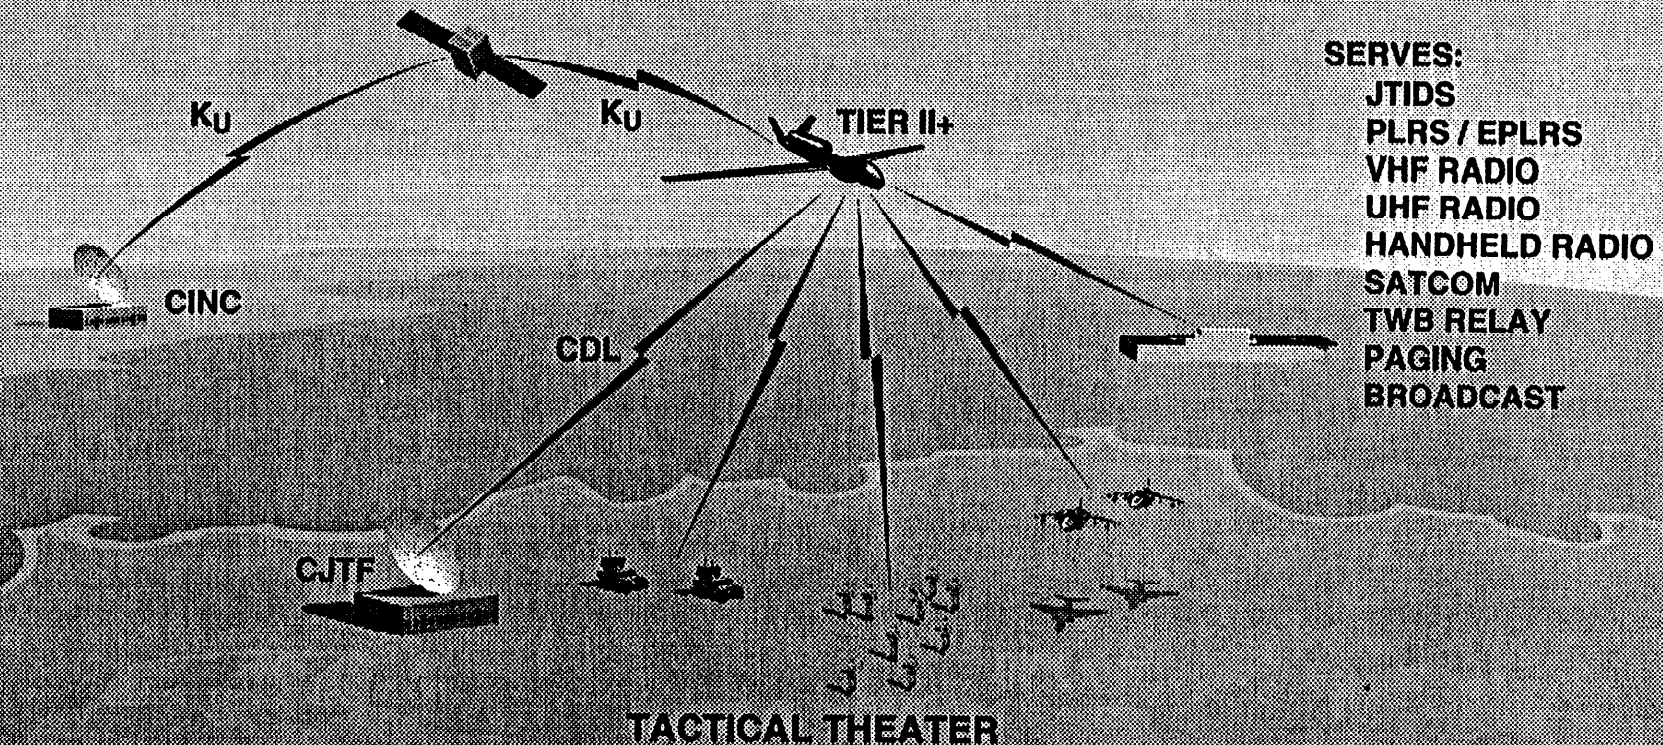 SERVES:
JTIDS
PLRS / EPLRS
VHF RADIO
UHF RADIO
HANDHELD RADIO
SATCOM
TWB RELAY
PAGING
BROADCAST
KU
KU
TIER II+
CINC
CDL
CJTF
TACTICAL THEATER